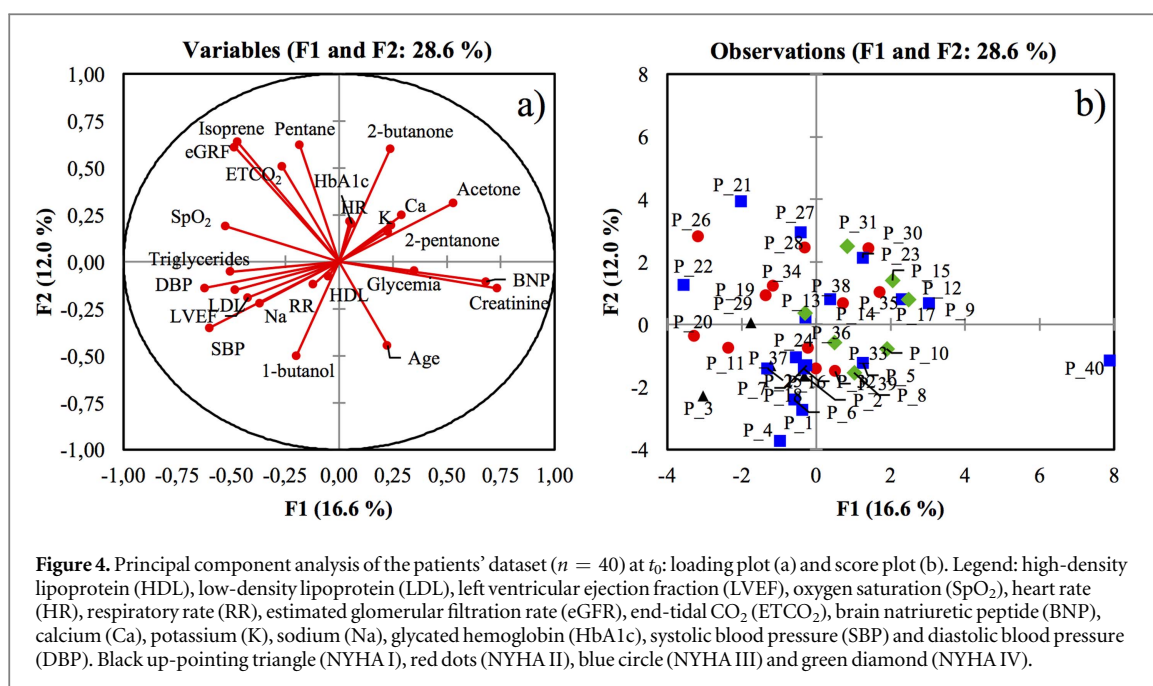 Variables (F1 and F2: 28.6 %)
a)
F2 (12.0 %)
1,00
0,75
0,50
0,25
0,00
-0,25
-0,50
-0,75
-1,00
Isoprene
Pentane
2-butanone
eGRF
ETCO2
HbA1c
Acetone
HR
Ca
K
SpO2
2-pentanone
Triglycerides
Glycemia
BNP
DBP
Creatinine
LDL
HDL
RR
LVEF
Na
SBP
Age
1-butanol
-1,00 -0,75 -0,50 -0,25 0,00 0,25 0,50 0,75 1,00
F1 (16.6 %)
Observations (F1 and F2: 28.6 %)
b)
F2 (12.0 %)
8
6
4
2
0
-2
-4
P_21
P_27
P_31
P_26
P_30
P_28
P_23
P_22
P_34
P_15
P_19
P_38
P_12
P_29
P_13
P_35
P_9
P_14
P_17
P_20
P_36
P_24
P_10
P_11
P_33
P_37
P_40
P_5
P_7
P_3
P_18
P_2
P_8
P_6
P_1
P_4
-4 -2 0 2 4 6 8
F1 (16.6 %)
Figure 4. Principal component analysis of the patients' dataset (n = 40) at t0: loading plot (a) and score plot (b). Legend: high-density
lipoprotein (HDL), low-density lipoprotein (LDL), left ventricular ejection fraction (LVEF), oxygen saturation (SpO2), heart rate
(HR), respiratory rate (RR), estimated glomerular filtration rate (eGFR), end-tidal CO2 (ETCO2), brain natriuretic peptide (BNP),
calcium (Ca), potassium (K), sodium (Na), glycated hemoglobin (HbA1c), systolic blood pressure (SBP) and diastolic blood pressure
(DBP). Black up-pointing triangle (NYHA I), red dots (NYHA II), blue circle (NYHA III) and green diamond (NYHA IV).